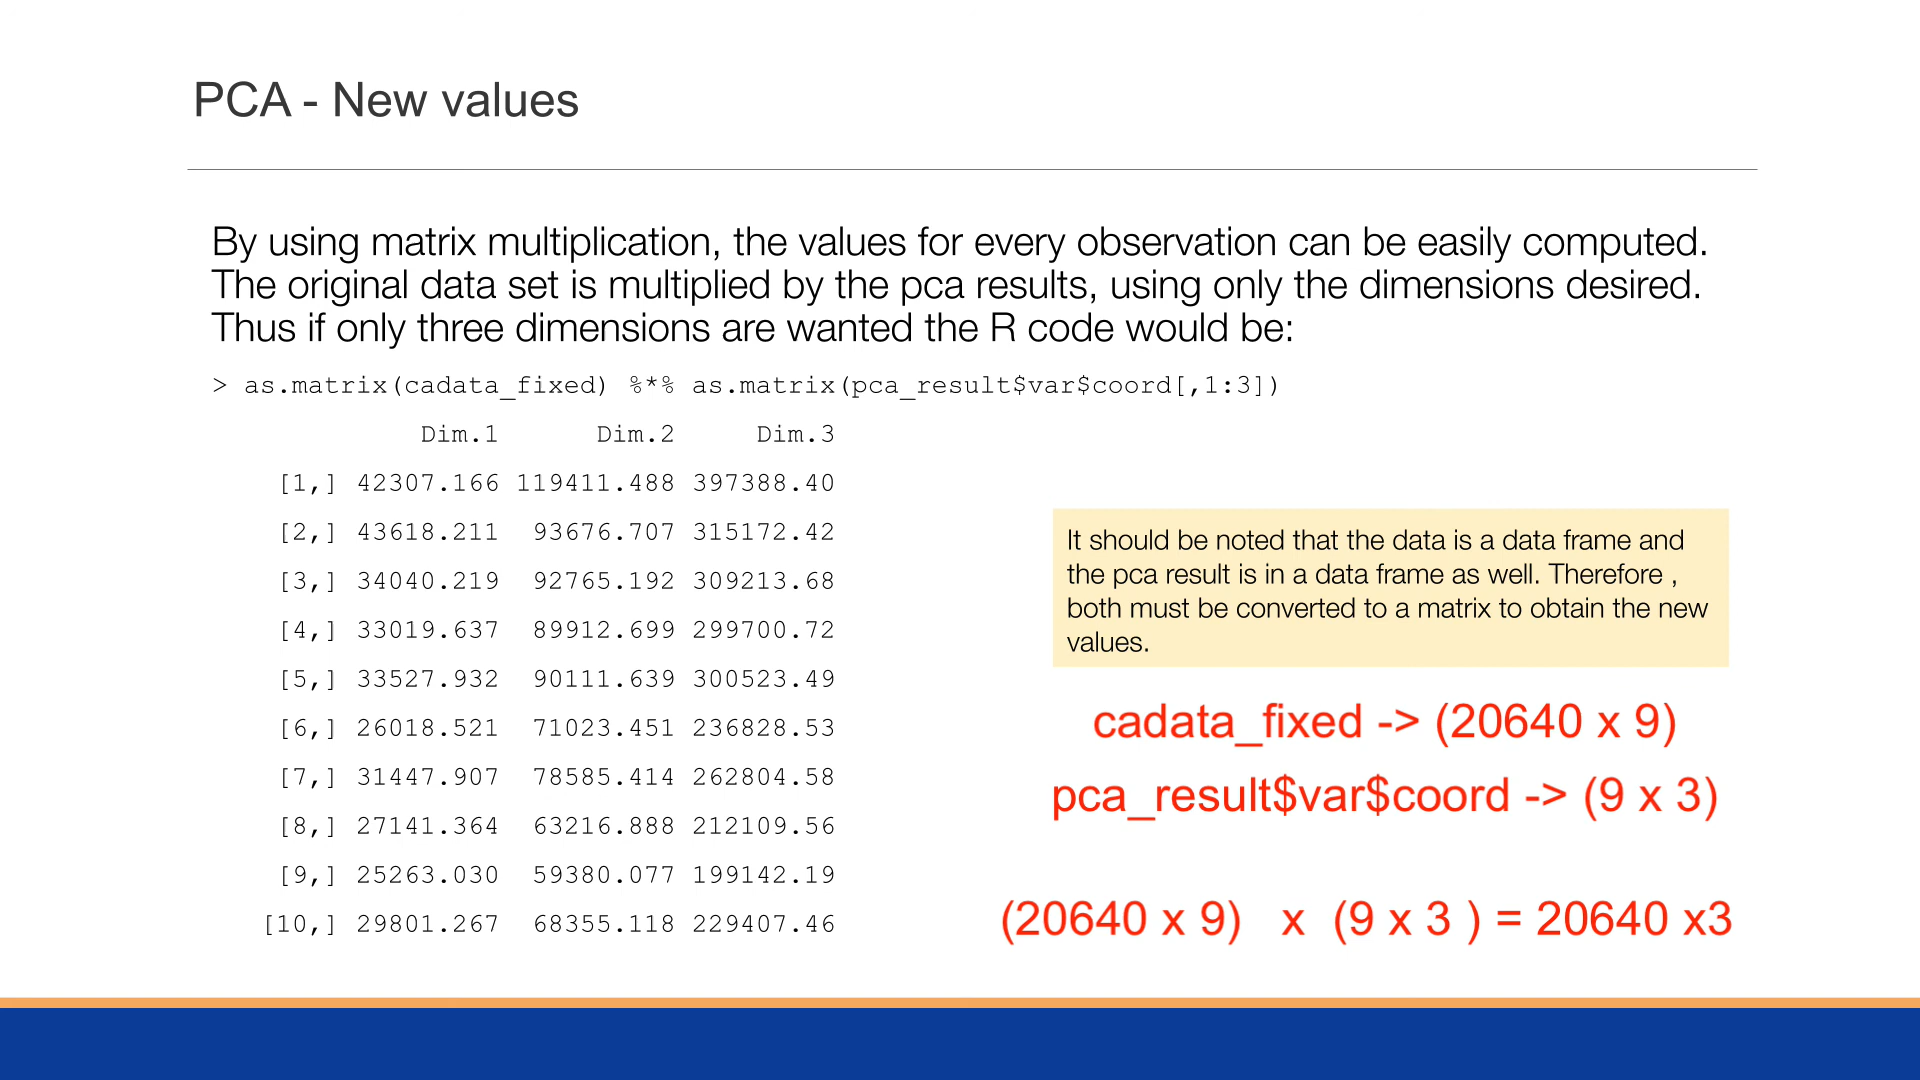 PCA - New values
By using matrix multiplication, the values for every observation can be easily computed.
The original data set is multiplied by the pca results, using only the dimensions desired.
Thus if only three dimensions are wanted the R code would be:
> as.matrix(cadata_fixed) %*% as.matrix(pca_result$var$coord[,1:3])
Dim.1 Dim.2 Dim.3
[1,] 42307.166 119411.488 397388.40
[2,] 43618.211 93676.707 315172.42
[3,] 34040.219 92765.192 309213.68
[4,] 33019.637 89912.699 299700.72
[5,] 33527.932 90111.639 300523.49
[6,] 26018.521 71023.451 236828.53
[7,] 31447.907 78585.414 262804.58
[8,] 27141.364 63216.888 212109.56
[9,] 25263.030 59380.077 199142.19
[10,] 29801.267 68355.118 229407.46
It should be noted that the data is a data frame and
the pca result is in a data frame as well. Therefore ,
both must be converted to a matrix to obtain the new
values.
cadata_fixed -> (20640 x 9)
pca_result$var$coord -> (9 x 3)
(20640 x 9) x (9 x 3 ) = 20640 x3